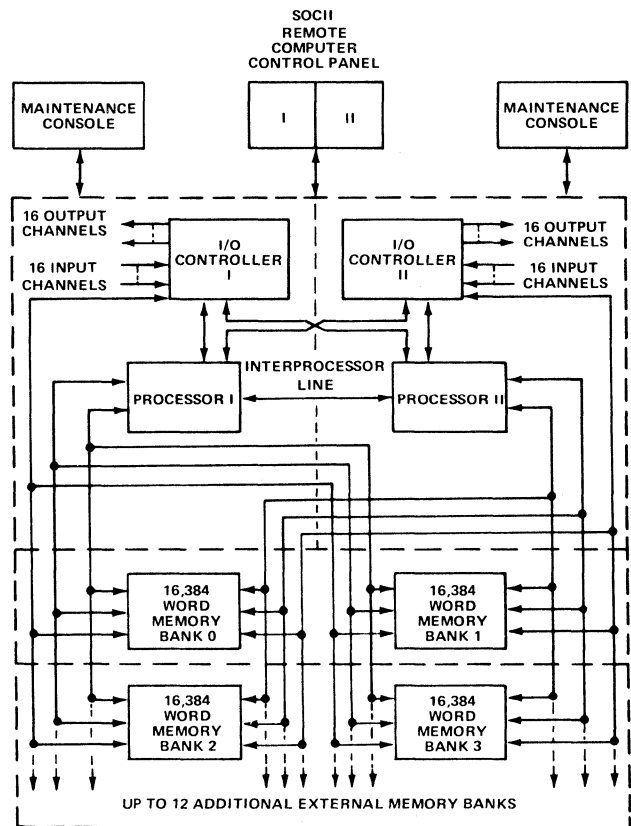 SOCII
REMOTE
COMPUTER
CONTROL PANEL
MAINTENANCE
CONSOLE
I
II
MAINTENANCE
CONSOLE
16 OUTPUT
CHANNELS
16 INPUT
CHANNELS
I/O
CONTROLLER
I
I/O
CONTROLLER
II
16 OUTPUT
CHANNELS
16 INPUT
CHANNELS
PROCESSOR I
INTERPROCESSOR
LINE
PROCESSOR II
16,384
WORD
MEMORY
BANK 0
16,384
WORD
MEMORY
BANK 1
16,384
WORD
MEMORY
BANK 2
16,384
WORD
MEMORY
BANK 3
UP TO 12 ADDITIONAL EXTERNAL MEMORY BANKS